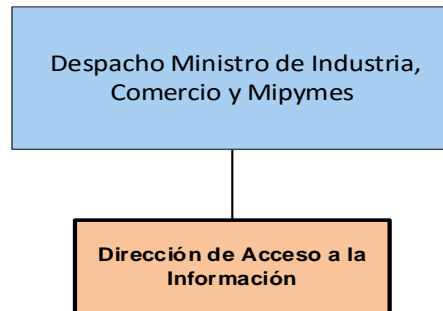 Despacho Ministro de Industria,
Comercio y Mipymes
Dirección de Acceso a la
Información